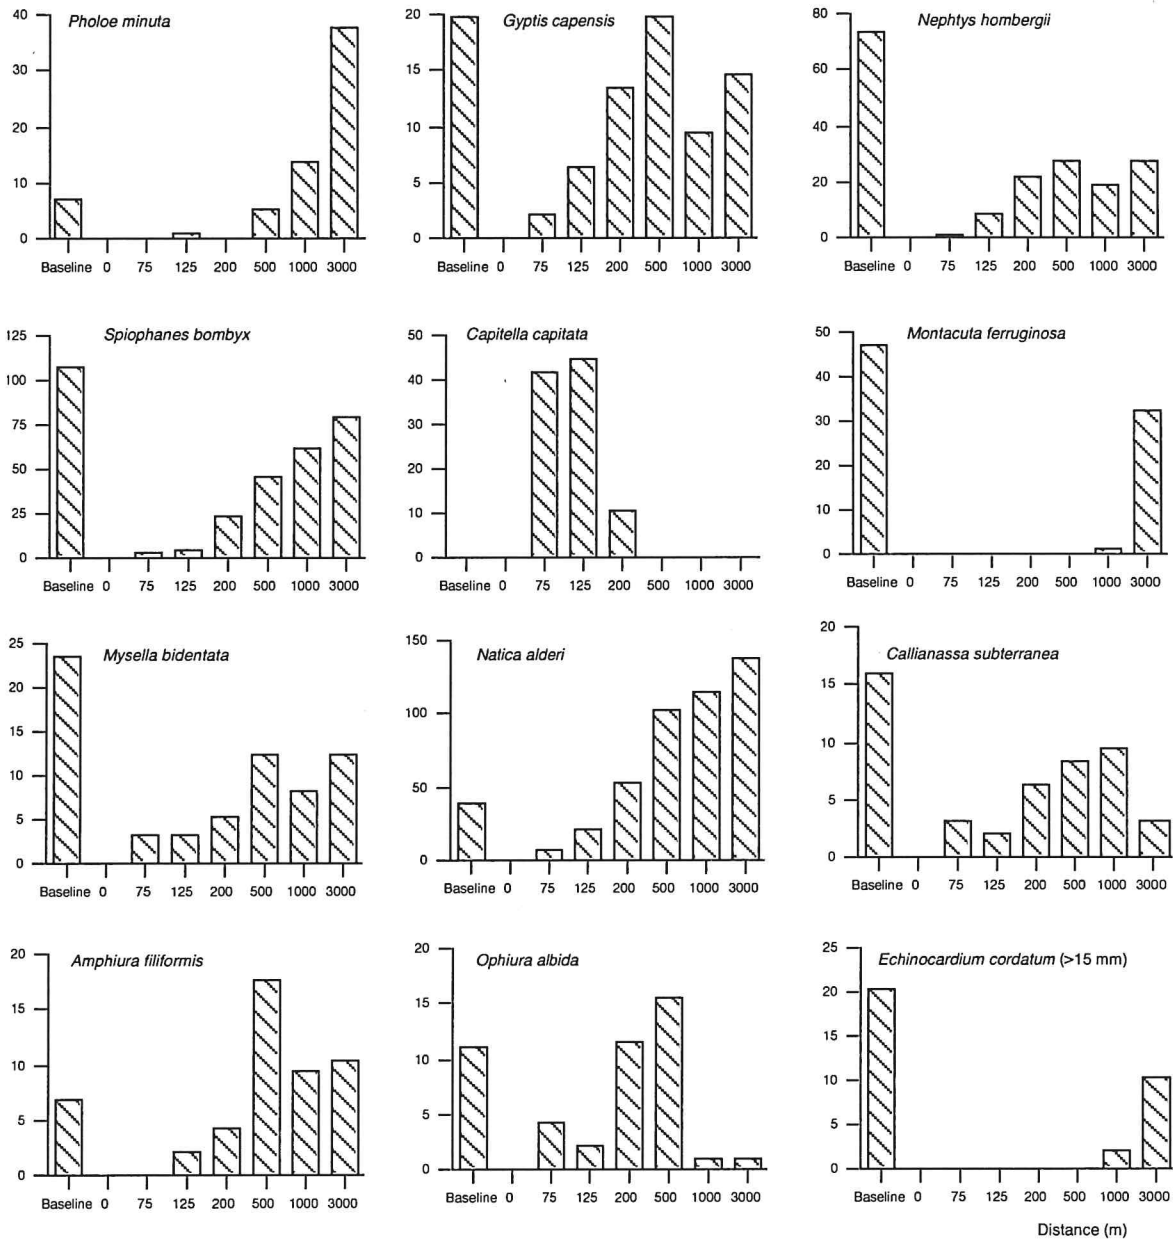 Pholoe minuta
40
30
20
10
0
Baseline 0 75 125 200 500 1000 3000
Gyptis capensis
20
15
10
5
0
Baseline 0 75 125 200 500 1000 3000
Nephtys hombergii
80
60
40
20
0
Baseline 0 75 125 200 500 1000 3000
Spiophanes bombyx
125
100
75
50
25
0
Baseline 0 75 125 200 500 1000 3000
Capitella capitata
50
40
30
20
10
0
Baseline 0 75 125 200 500 1000 3000
Montacuta ferruginosa
50
40
30
20
10
0
Baseline 0 75 125 200 500 1000 3000
Mysella bidentata
25
20
15
10
5
0
Baseline 0 75 125 200 500 1000 3000
Natica alderi
150
100
50
0
Baseline 0 75 125 200 500 1000 3000
Callianassa subterranea
20
15
10
5
0
Baseline 0 75 125 200 500 1000 3000
Amphiura filiformis
20
15
10
5
0
Baseline 0 75 125 200 500 1000 3000
Ophiura albida
20
15
10
5
0
Baseline 0 75 125 200 500 1000 3000
Echinocardium cordatum (>15 mm)
25
20
15
10
5
0
Baseline 0 75 125 200 500 1000 3000
Distance (m)